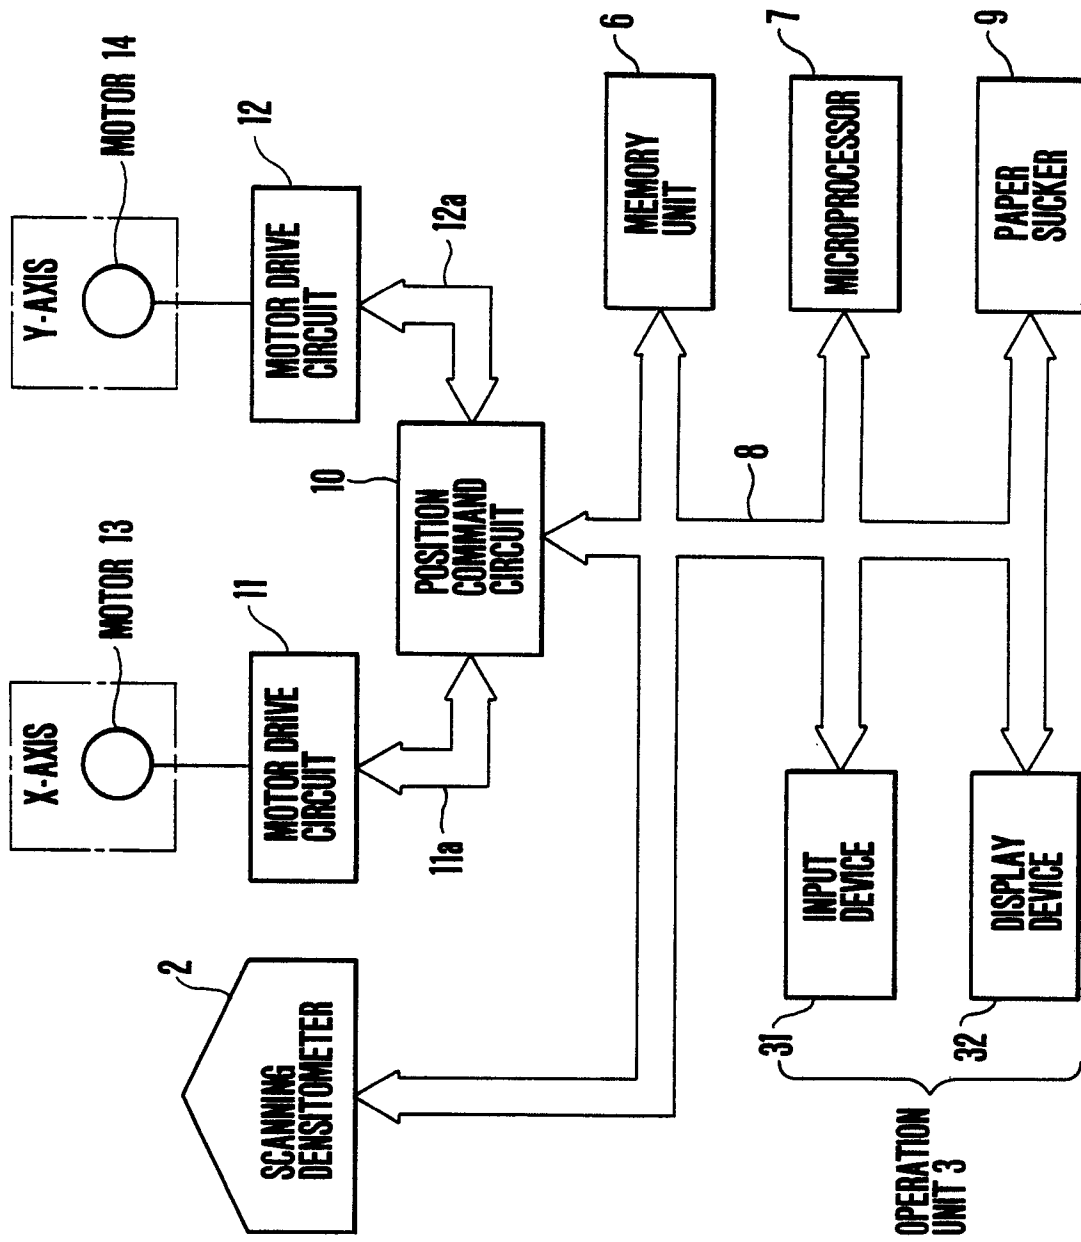 SCANNING
DENSITOMETER
2
X-AXIS
MOTOR 13
MOTOR DRIVE
CIRCUIT
11
11a
Y-AXIS
MOTOR 14
MOTOR DRIVE
CIRCUIT
12
12a
POSITION
COMMAND
CIRCUIT
10
MEMORY
UNIT
6
8
INPUT
DEVICE
31
MICROPROCESSOR
7
DISPLAY
DEVICE
32
PAPER
SUCKER
9
OPERATION
UNIT 3